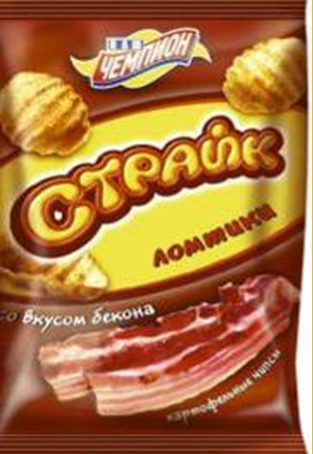 ЧЕМПИОН
СТРАЙК
ЛОМТИКИ
со вкусом бекона
картофельные чипсы